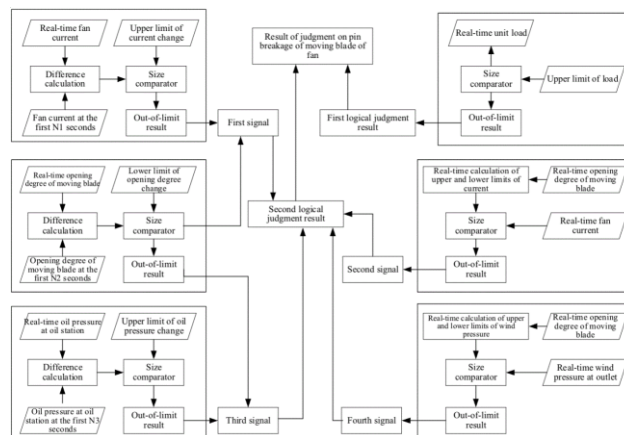 Real-time fan
current
Upper limit of
current change
Difference
calculation
Size
comparator
Fan current at the
first N1 seconds
Out-of-limit
result
First signal
Result of judgment on pin
breakage of moving blade of
fan
First logical judgment
result
Real-time unit
load
Size
comparator
Upper limit of load
Out-of-limit
result
Real-time opening
degree of moving blade
Lower limit of
opening degree
change
Difference
calculation
Size
comparator
Opening degree of
moving blade at the first N2
seconds
Out-of-limit
result
Second logical
judgment result
Second signal
Real-time calculation of
upper and lower limits of
current
Real-time opening
degree of moving
blade
Size
comparator
Real-time fan
current
Out-of-limit
result
Real-time oil pressure
at oil station
Upper limit of oil
pressure change
Difference
calculation
Size
comparator
Oil pressure at oil
station at the first N3
seconds
Out-of-limit
result
Third signal
Fourth signal
Real-time calculation of upper
and lower limits of wind
pressure
Real-time opening
degree of moving
blade
Size
comparator
Real-time wind
pressure at outlet
Out-of-limit
result